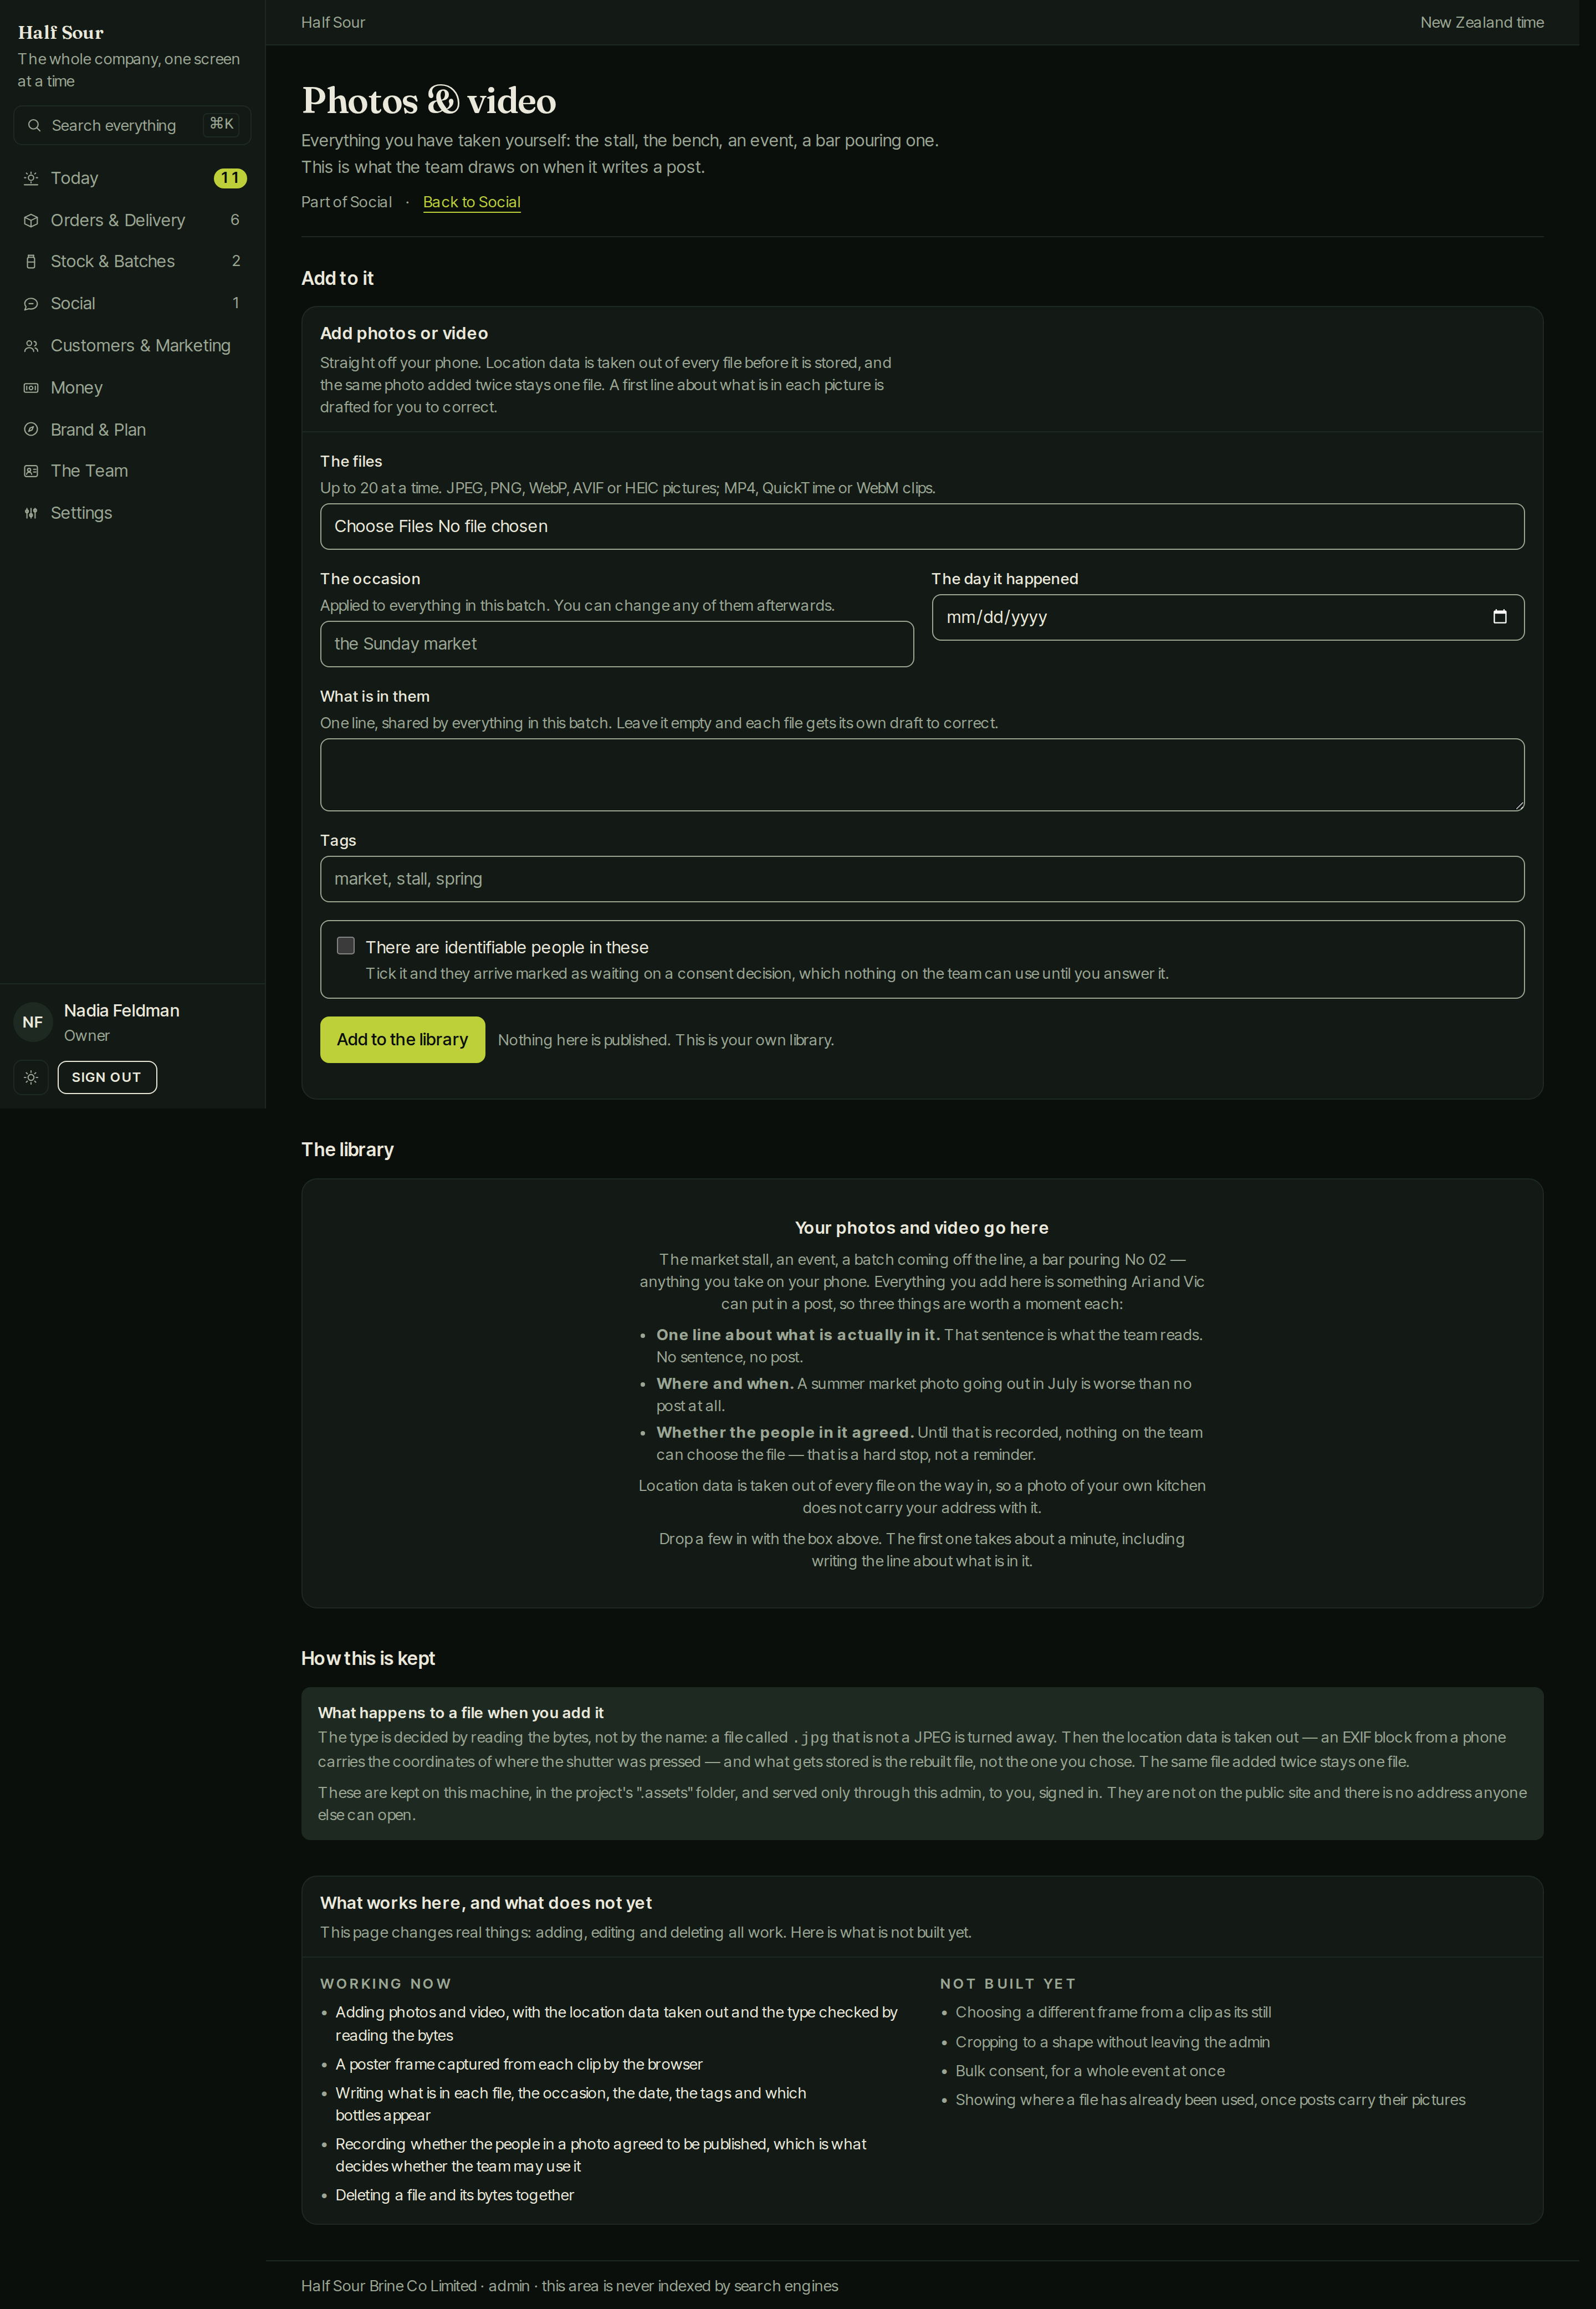 Half Sour
The whole company, one screen
at a time
Search everything ⌘K
Today 11
Orders & Delivery 6
Stock & Batches 2
Social 1
Customers & Marketing
Money
Brand & Plan
The Team
Settings
NF
Nadia Feldman
Owner
SIGN OUT
Half Sour
New Zealand time
Photos & video
Everything you have taken yourself: the stall, the bench, an event, a bar pouring one.
This is what the team draws on when it writes a post.
Part of Social · Back to Social
Add to it
Add photos or video
Straight off your phone. Location data is taken out of every file before it is stored, and
the same photo added twice stays one file. A first line about what is in each picture is
drafted for you to correct.
The files
Up to 20 at a time. JPEG, PNG, WebP, AVIF or HEIC pictures; MP4, QuickTime or WebM clips.
Choose Files No file chosen
The occasion
Applied to everything in this batch. You can change any of them afterwards.
the Sunday market
The day it happened
mm/dd/yyyy
What is in them
One line, shared by everything in this batch. Leave it empty and each file gets its own draft to correct.
Tags
market, stall, spring
There are identifiable people in these
Tick it and they arrive marked as waiting on a consent decision, which nothing on the team can use until you answer it.
Add to the library
Nothing here is published. This is your own library.
The library
Your photos and video go here
The market stall, an event, a batch coming off the line, a bar pouring No 02 —
anything you take on your phone. Everything you add here is something Ari and Vic
can put in a post, so three things are worth a moment each:
• One line about what is actually in it. That sentence is what the team reads.
No sentence, no post.
• Where and when. A summer market photo going out in July is worse than no
post at all.
• Whether the people in it agreed. Until that is recorded, nothing on the team
can choose the file — that is a hard stop, not a reminder.
Location data is taken out of every file on the way in, so a photo of your own kitchen
does not carry your address with it.
Drop a few in with the box above. The first one takes about a minute, including
writing the line about what is in it.
How this is kept
What happens to a file when you add it
The type is decided by reading the bytes, not by the name: a file called .jpg that is not a JPEG is turned away. Then the location data is taken out — an EXIF block from a phone
carries the coordinates of where the shutter was pressed — and what gets stored is the rebuilt file, not the one you chose. The same file added twice stays one file.
These are kept on this machine, in the project's ".assets" folder, and served only through this admin, to you, signed in. They are not on the public site and there is no address anyone
else can open.
What works here, and what does not yet
This page changes real things: adding, editing and deleting all work. Here is what is not built yet.
WORKING NOW
• Adding photos and video, with the location data taken out and the type checked by
reading the bytes
• A poster frame captured from each clip by the browser
• Writing what is in each file, the occasion, the date, the tags and which
bottles appear
• Recording whether the people in a photo agreed to be published, which is what
decides whether the team may use it
• Deleting a file and its bytes together
NOT BUILT YET
• Choosing a different frame from a clip as its still
• Cropping to a shape without leaving the admin
• Bulk consent, for a whole event at once
• Showing where a file has already been used, once posts carry their pictures
Half Sour Brine Co Limited · admin · this area is never indexed by search engines